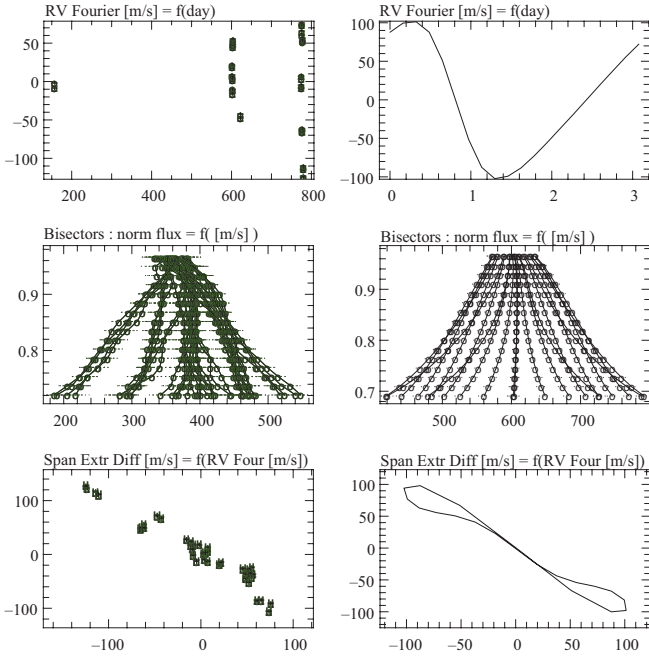 RV Fourier [m/s] = f(day)
50
0
−50
−100
200 400 600 800
RV Fourier [m/s] = f(day)
100
50
0
−50
−100
0 1 2 3
Bisectors : norm flux = f( [m/s] )
0.9
0.8
200 300 400 500
Bisectors : norm flux = f( [m/s] )
0.9
0.8
0.7
500 600 700
Span Extr Diff [m/s] = f(RV Four [m/s])
100
0
−100
−100 0 100
Span Extr Diff [m/s] = f(RV Four [m/s])
100
50
0
−50
−100
−100 −50 0 50 100